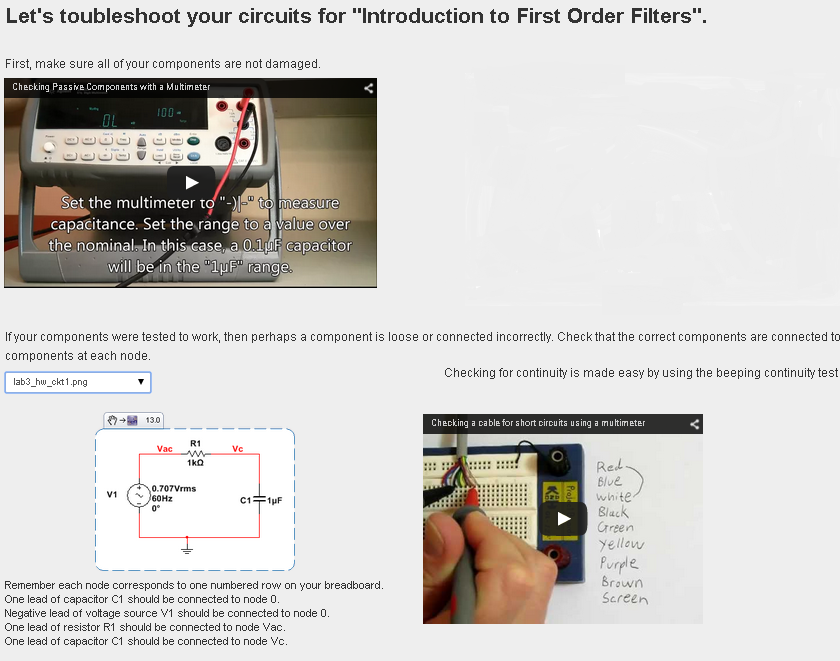 Let's toubleshoot your circuits for "Introduction to First Order Filters".
First, make sure all of your components are not damaged.
Checking Passive Components with a Multimeter
OL
100
Set the multimeter to "-)|-" to measure
capacitance. Set the range to a value over
the nominal. In this case, a 0.1µF capacitor
will be in the "1µF" range.
If your components were tested to work, then perhaps a component is loose or connected incorrectly. Check that the correct components are connected to
components at each node.
lab3_hw_ckt1.png
Checking for continuity is made easy by using the beeping continuity test
13.0
R1
Vac
Vc
1kΩ
V1
0.707Vrms
60Hz
0°
C1
1µF
Remember each node corresponds to one numbered row on your breadboard.
One lead of capacitor C1 should be connected to node 0.
Negative lead of voltage source V1 should be connected to node 0.
One lead of resistor R1 should be connected to node Vac.
One lead of capacitor C1 should be connected to node Vc.
Checking a cable for short circuits using a multimeter
Red
Blue
white
Black
Green
Yellow
Purple
Brown
Screen